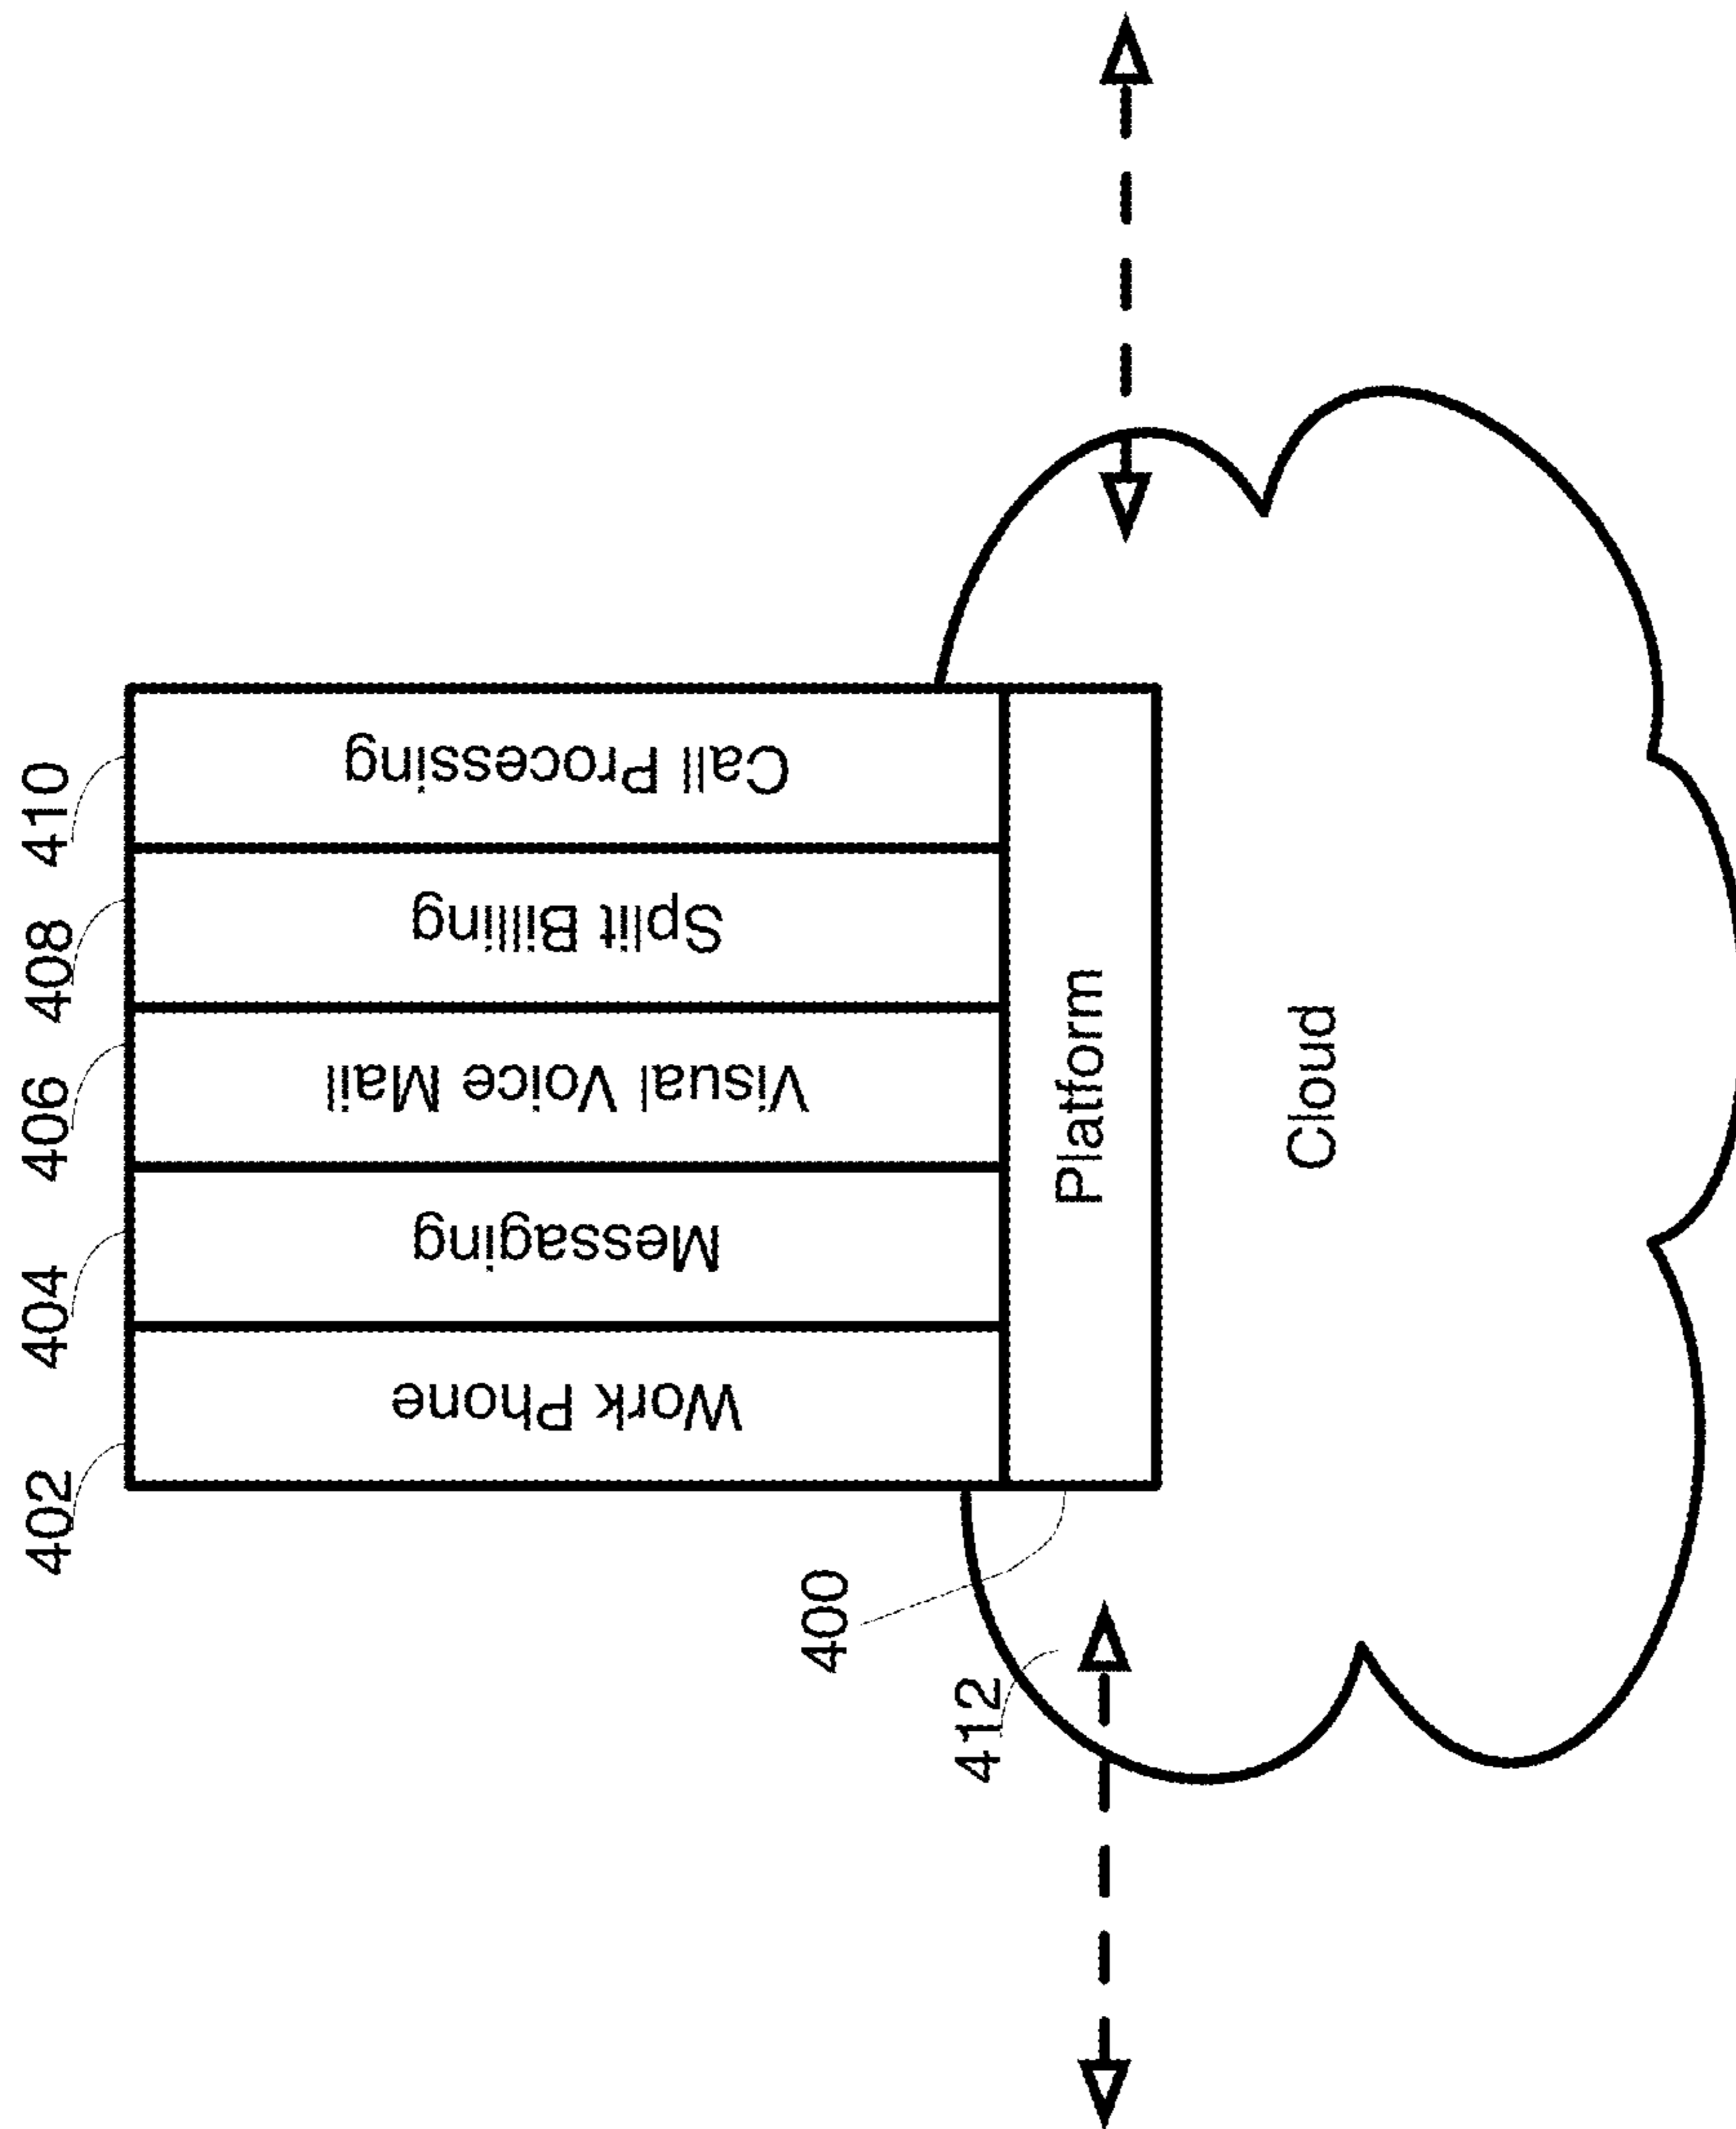 402
404
406
408
410
Work Phone
Messaging
Visual Voice Mail
Split Billing
Call Processing
400
Platform
412
Cloud